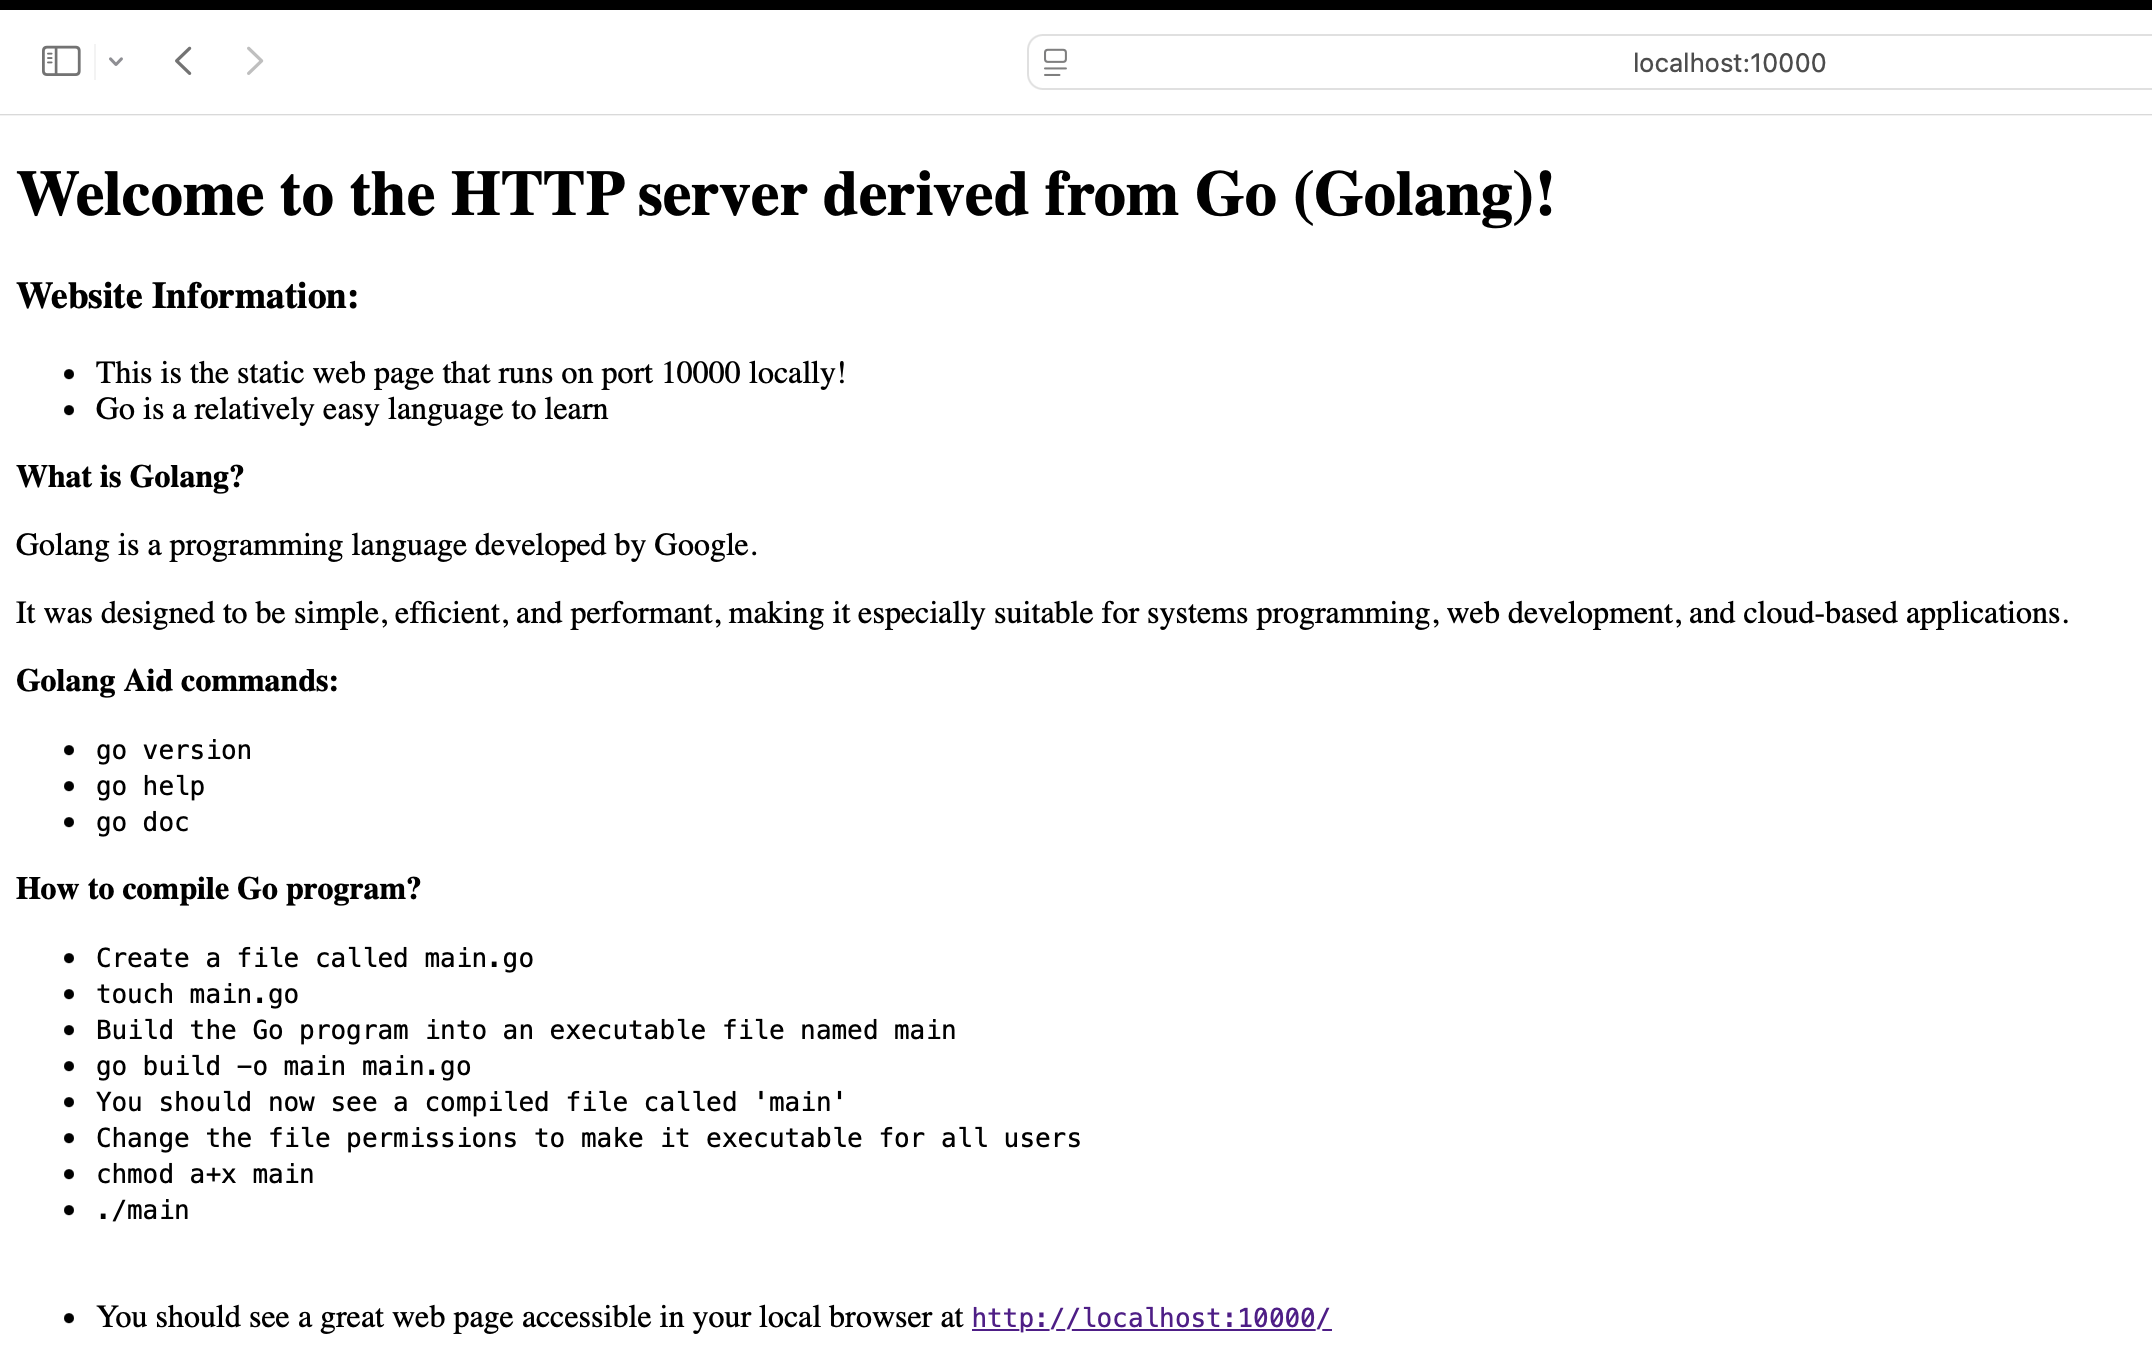 localhost:10000
Welcome to the HTTP server derived from Go (Golang)!
Website Information:
This is the static web page that runs on port 10000 locally!
Go is a relatively easy language to learn
What is Golang?
Golang is a programming language developed by Google.
It was designed to be simple, efficient, and performant, making it especially suitable for systems programming, web development, and cloud-based applications.
Golang Aid commands:
go version
go help
go doc
How to compile Go program?
Create a file called main.go
touch main.go
Build the Go program into an executable file named main
go build -o main main.go
You should now see a compiled file called 'main'
Change the file permissions to make it executable for all users
chmod a+x main
./main
You should see a great web page accessible in your local browser at http://localhost:10000/